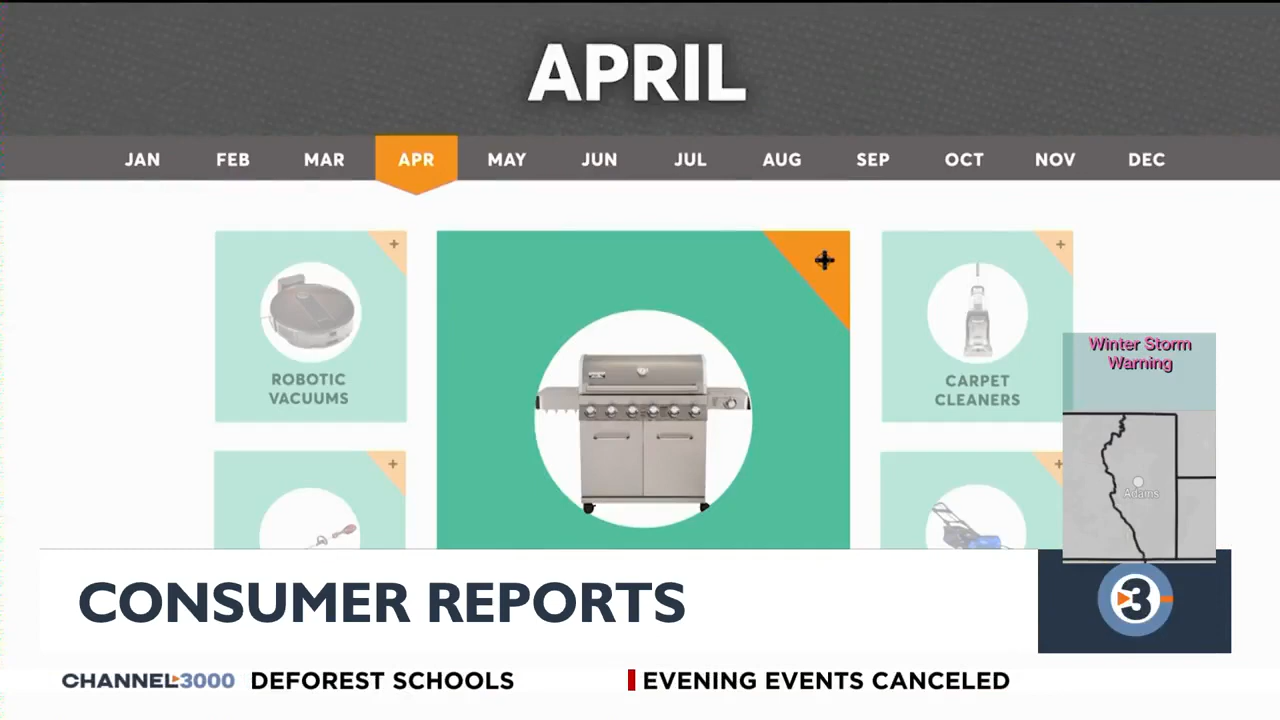 APRIL
JAN FEB MAR APR MAY JUN JUL AUG SEP OCT NOV DEC
ROBOTIC
VACUUMS
CARPET
CLEANERS
Winter Storm
Warning
Adams
CONSUMER REPORTS
3
CHANNEL3000 DEFOREST SCHOOLS EVENING EVENTS CANCELED